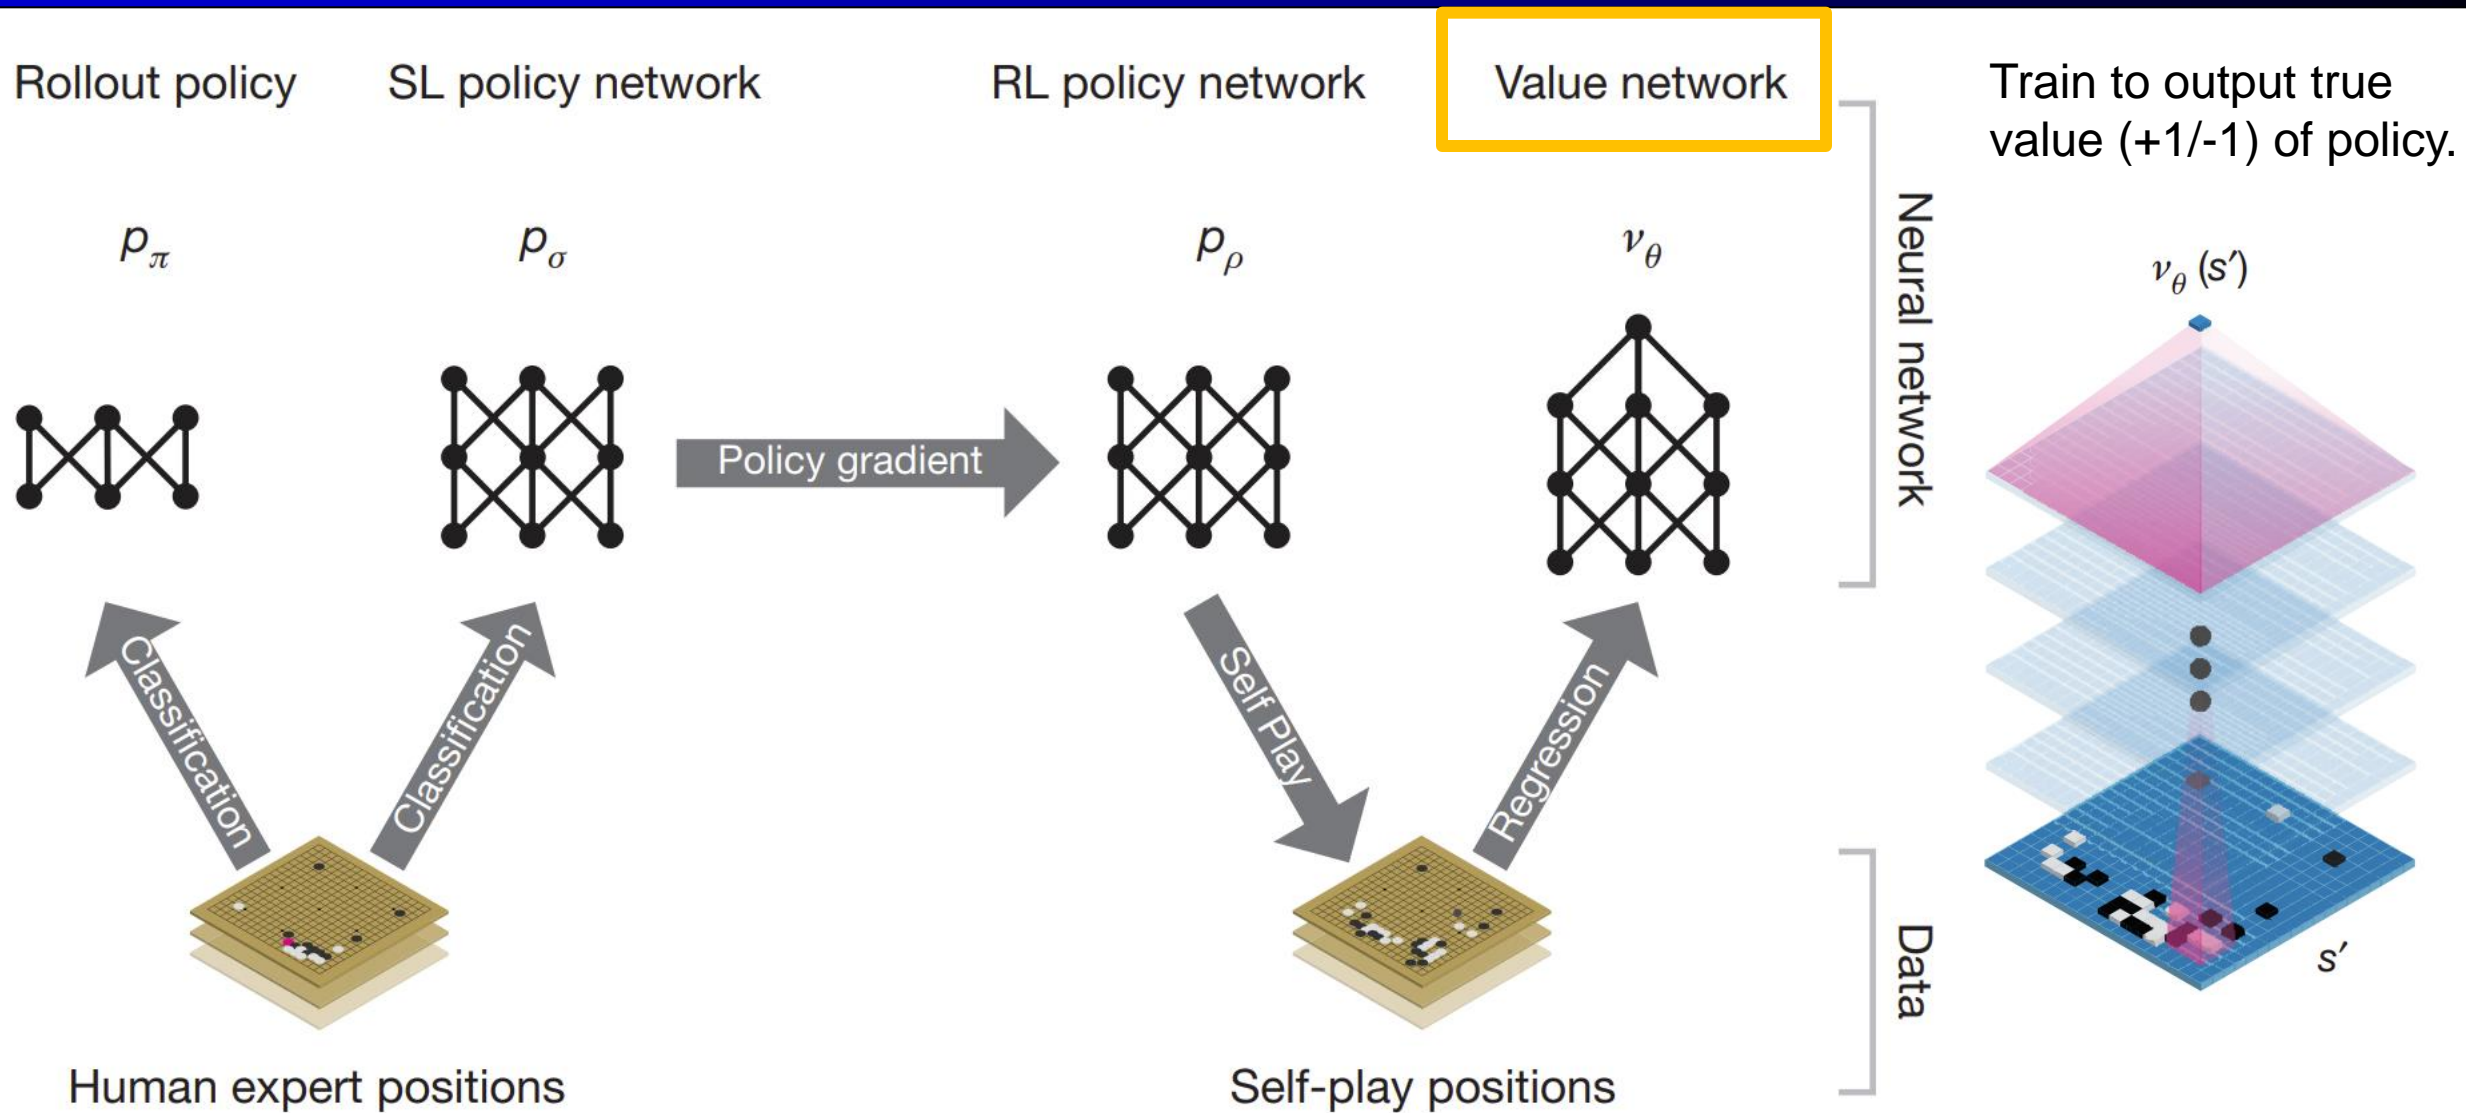 Rollout policy
SL policy network
RL policy network
Value network
Train to output true
value (+1/-1) of policy.
pπ
pσ
pρ
νθ
νθ (s′)
Neural network
Policy gradient
Classification
Classification
Self Play
Regression
Data
s′
Human expert positions
Self-play positions